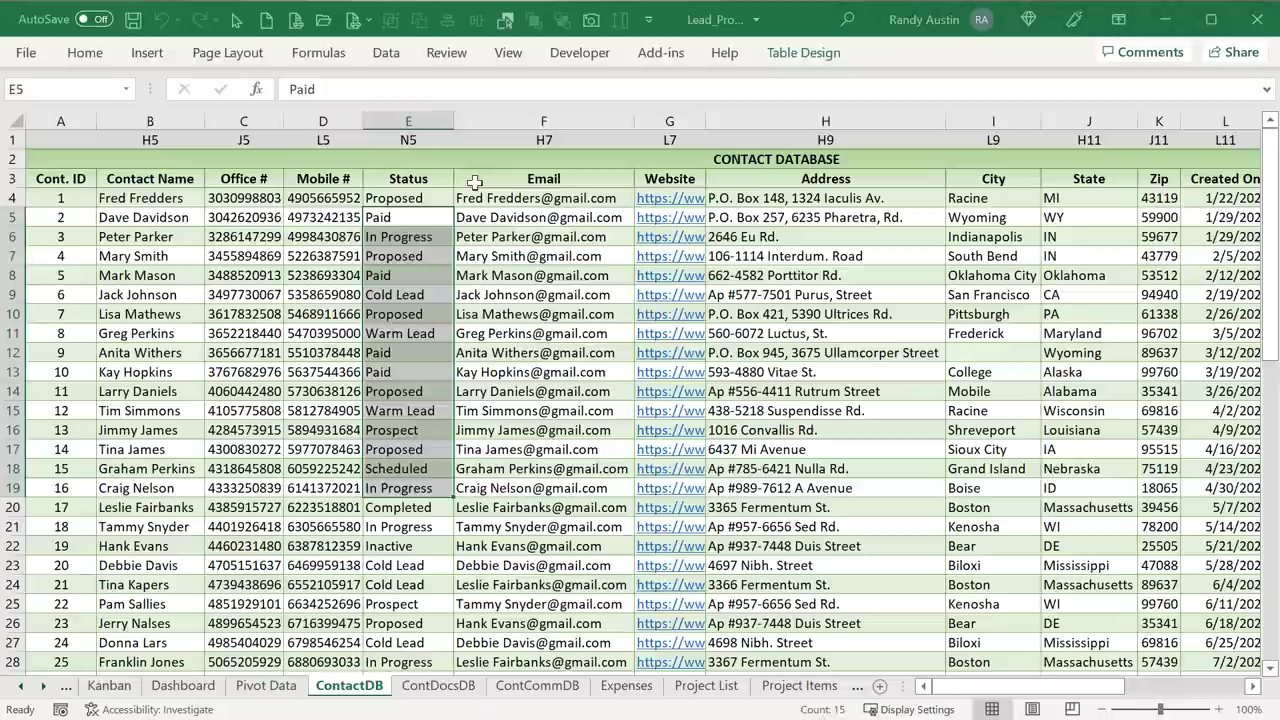 AutoSave Off Lead_Pro... Randy Austin RA
File Home Insert Page Layout Formulas Data Review View Developer Add-ins Help Table Design Comments Share
E5 fx Paid
A B C D E F G H I J K L
1 H5 J5 L5 N5 H7 L7 H9 L9 H11 J11 L11
2 CONTACT DATABASE
3 Cont. ID Contact Name Office # Mobile # Status Email Website Address City State Zip Created On
4 1 Fred Fredders 3030998803 4905665952 Proposed Fred Fredders@gmail.com https://ww P.O. Box 148, 1324 Iaculis Av. Racine MI 43119 1/22/202
5 2 Dave Davidson 3042620936 4973242135 Paid Dave Davidson@gmail.com https://ww P.O. Box 257, 6235 Pharetra, Rd. Wyoming WY 59900 1/29/202
6 3 Peter Parker 3286147299 4998430876 In Progress Peter Parker@gmail.com https://ww 2646 Eu Rd. Indianapolis IN 59677 1/29/202
7 4 Mary Smith 3455894869 5226387591 Proposed Mary Smith@gmail.com https://ww 106-1114 Interdum. Road South Bend IN 43779 2/5/202
8 5 Mark Mason 3488520913 5238693304 Paid Mark Mason@gmail.com https://ww 662-4582 Porttitor Rd. Oklahoma City Oklahoma 53512 2/12/202
9 6 Jack Johnson 3497730067 5358659080 Cold Lead Jack Johnson@gmail.com https://ww Ap #577-7501 Purus, Street San Francisco CA 94940 2/19/202
10 7 Lisa Mathews 3617832508 5468911666 Proposed Lisa Mathews@gmail.com https://ww P.O. Box 421, 5390 Ultrices Rd. Pittsburgh PA 61338 2/26/202
11 8 Greg Perkins 3652218440 5470395000 Warm Lead Greg Perkins@gmail.com https://ww 560-6072 Luctus, St. Frederick Maryland 96702 3/5/202
12 9 Anita Withers 3656677181 5510378448 Paid Anita Withers@gmail.com https://ww P.O. Box 945, 3675 Ullamcorper Street Wyoming 89637 3/12/202
13 10 Kay Hopkins 3767682976 5637544366 Paid Kay Hopkins@gmail.com https://ww 593-4880 Vitae St. College Alaska 99760 3/19/202
14 11 Larry Daniels 4060442480 5730638126 Proposed Larry Daniels@gmail.com https://ww Ap #556-4411 Rutrum Street Mobile Alabama 35341 3/26/202
15 12 Tim Simmons 4105775808 5812784905 Warm Lead Tim Simmons@gmail.com https://ww 438-5218 Suspendisse Rd. Racine Wisconsin 69816 4/2/202
16 13 Jimmy James 4284573915 5894931684 Prospect Jimmy James@gmail.com https://ww 1016 Convallis Rd. Shreveport Louisiana 57439 4/9/202
17 14 Tina James 4300830272 5977078463 Proposed Tina James@gmail.com https://ww 6437 Mi Avenue Sioux City IA 95515 4/16/202
18 15 Graham Perkins 4318645808 6059225242 Scheduled Graham Perkins@gmail.com https://ww Ap #785-6421 Nulla Rd. Grand Island Nebraska 75119 4/23/202
19 16 Craig Nelson 4333250839 6141372021 In Progress Craig Nelson@gmail.com https://ww Ap #989-7612 A Avenue Boise ID 18065 4/30/202
20 17 Leslie Fairbanks 4385915727 6223518801 Completed Leslie Fairbanks@gmail.com https://ww 3365 Fermentum St. Boston Massachusetts 39456 5/7/202
21 18 Tammy Snyder 4401926418 6305665580 In Progress Tammy Snyder@gmail.com https://ww Ap #957-6656 Sed Rd. Kenosha WI 78200 5/14/202
22 19 Hank Evans 4460231480 6387812359 Inactive Hank Evans@gmail.com https://ww Ap #937-7448 Duis Street Bear DE 25505 5/21/202
23 20 Debbie Davis 4705151637 6469959138 Cold Lead Debbie Davis@gmail.com https://ww 4697 Nibh. Street Biloxi Mississippi 47088 5/28/202
24 21 Tina Kapers 4739438696 6552105917 Cold Lead Leslie Fairbanks@gmail.com https://ww 3366 Fermentum St. Boston Massachusetts 89637 6/4/202
25 22 Pam Sallies 4851929101 6634252696 Prospect Tammy Snyder@gmail.com https://ww Ap #957-6656 Sed Rd. Kenosha WI 99760 6/11/202
26 23 Jerry Nalses 4899654523 6716399475 Proposed Hank Evans@gmail.com https://ww Ap #937-7448 Duis Street Bear DE 35341 6/18/202
27 24 Donna Lars 4985404029 6798546254 Cold Lead Debbie Davis@gmail.com https://ww 4698 Nibh. Street Biloxi Mississippi 69816 6/25/202
28 25 Franklin Jones 5065205929 6880693033 In Progress Leslie Fairbanks@gmail.com https://ww 3367 Fermentum St. Boston Massachusetts 57439 7/2/202
... Kanban Dashboard Pivot Data ContactDB ContDocsDB ContCommDB Expenses Project List Project Items ...
Ready Accessibility: Investigate Count: 15 Display Settings 100%